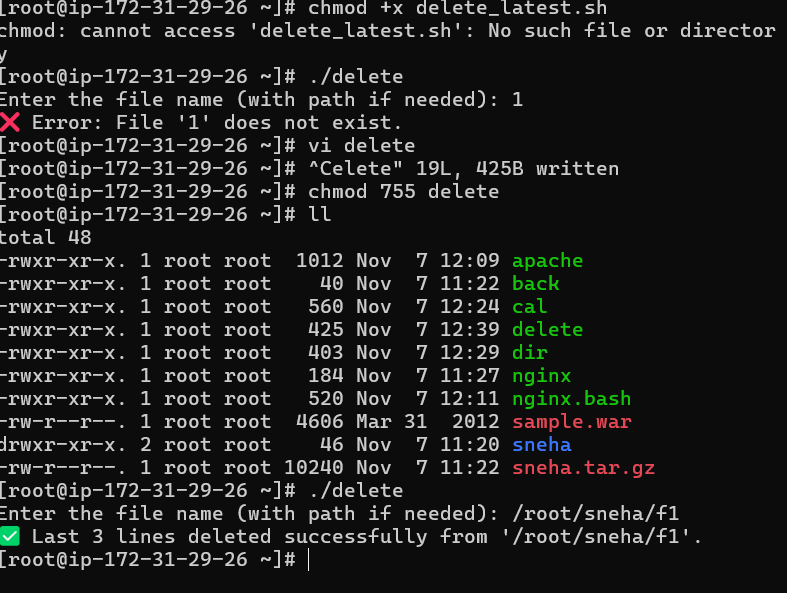 [root@ip-172-31-29-26 ~]# chmod +x delete_latest.sh
chmod: cannot access 'delete_latest.sh': No such file or director
y
[root@ip-172-31-29-26 ~]# ./delete
Enter the file name (with path if needed): 1
❌ Error: File '1' does not exist.
[root@ip-172-31-29-26 ~]# vi delete
[root@ip-172-31-29-26 ~]# ^Celete" 19L, 425B written
[root@ip-172-31-29-26 ~]# chmod 755 delete
[root@ip-172-31-29-26 ~]# ll
total 48
-rwxr-xr-x. 1 root root  1012 Nov  7 12:09 apache
-rwxr-xr-x. 1 root root    40 Nov  7 11:22 back
-rwxr-xr-x. 1 root root   560 Nov  7 12:24 cal
-rwxr-xr-x. 1 root root   425 Nov  7 12:39 delete
-rwxr-xr-x. 1 root root   403 Nov  7 12:29 dir
-rwxr-xr-x. 1 root root   184 Nov  7 11:27 nginx
-rwxr-xr-x. 1 root root   520 Nov  7 12:11 nginx.bash
-rw-r--r--. 1 root root  4606 Mar 31  2012 sample.war
drwxr-xr-x. 2 root root    46 Nov  7 11:20 sneha
-rw-r--r--. 1 root root 10240 Nov  7 11:22 sneha.tar.gz
[root@ip-172-31-29-26 ~]# ./delete
Enter the file name (with path if needed): /root/sneha/f1
✅ Last 3 lines deleted successfully from '/root/sneha/f1'.
[root@ip-172-31-29-26 ~]#